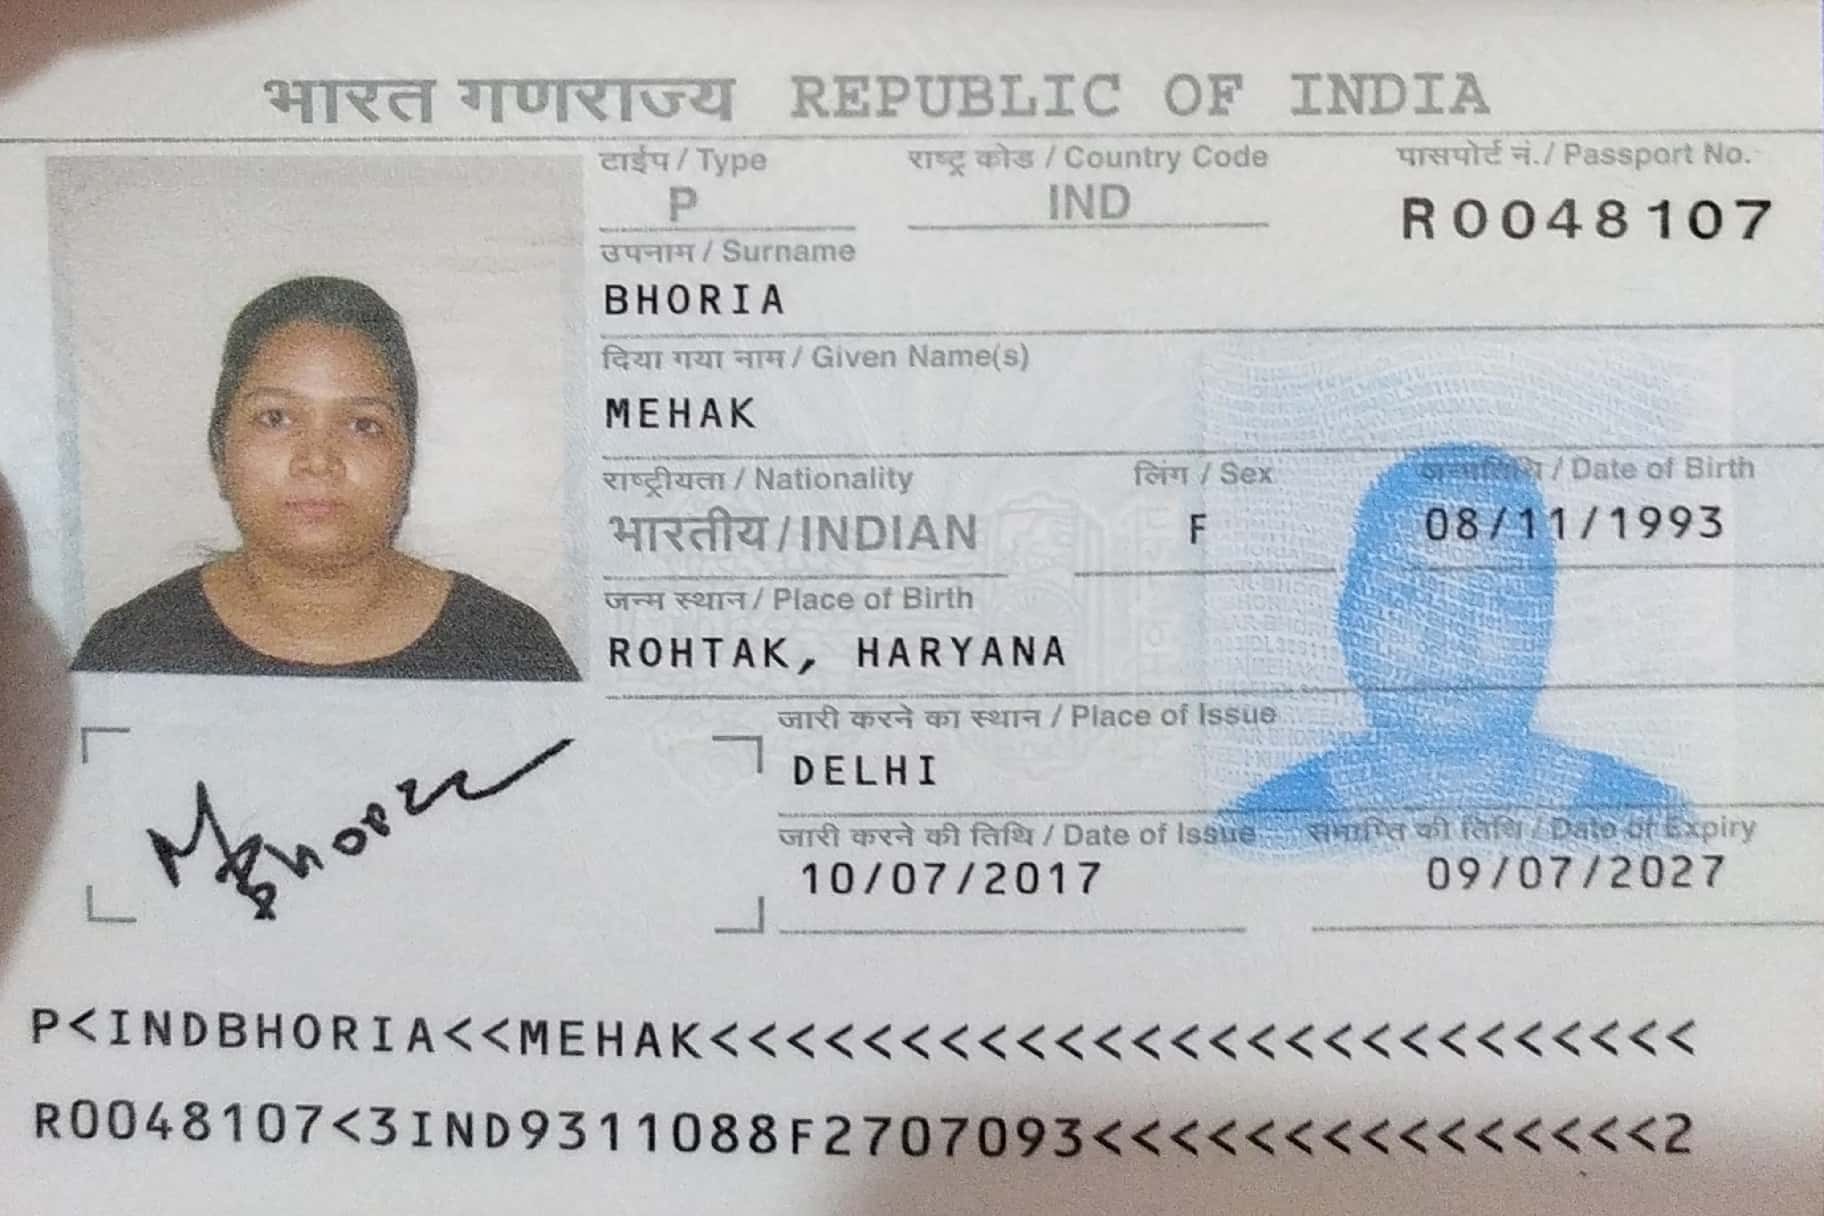 भारत गणराज्य REPUBLIC OF INDIA
टाईप / Type राष्ट्र कोड / Country Code पासपोर्ट नं./ Passport No.
P IND R0048107
उपनाम / Surname
BHORIA
दिया गया नाम / Given Name(s)
MEHAK
राष्ट्रीयता / Nationality लिंग / Sex जन्मतिथि / Date of Birth
भारतीय/INDIAN F 08/11/1993
जन्म स्थान / Place of Birth
ROHTAK, HARYANA
जारी करने का स्थान / Place of Issue
DELHI
जारी करने की तिथि / Date of Issue समाप्ति की तिथि / Date of Expiry
10/07/2017 09/07/2027
P<INDBHORIA<<MEHAK<<<<<<<<<<<<<<<<<<<<<<<<<<
R0048107<3IND9311088F2707093<<<<<<<<<<<<<<<2